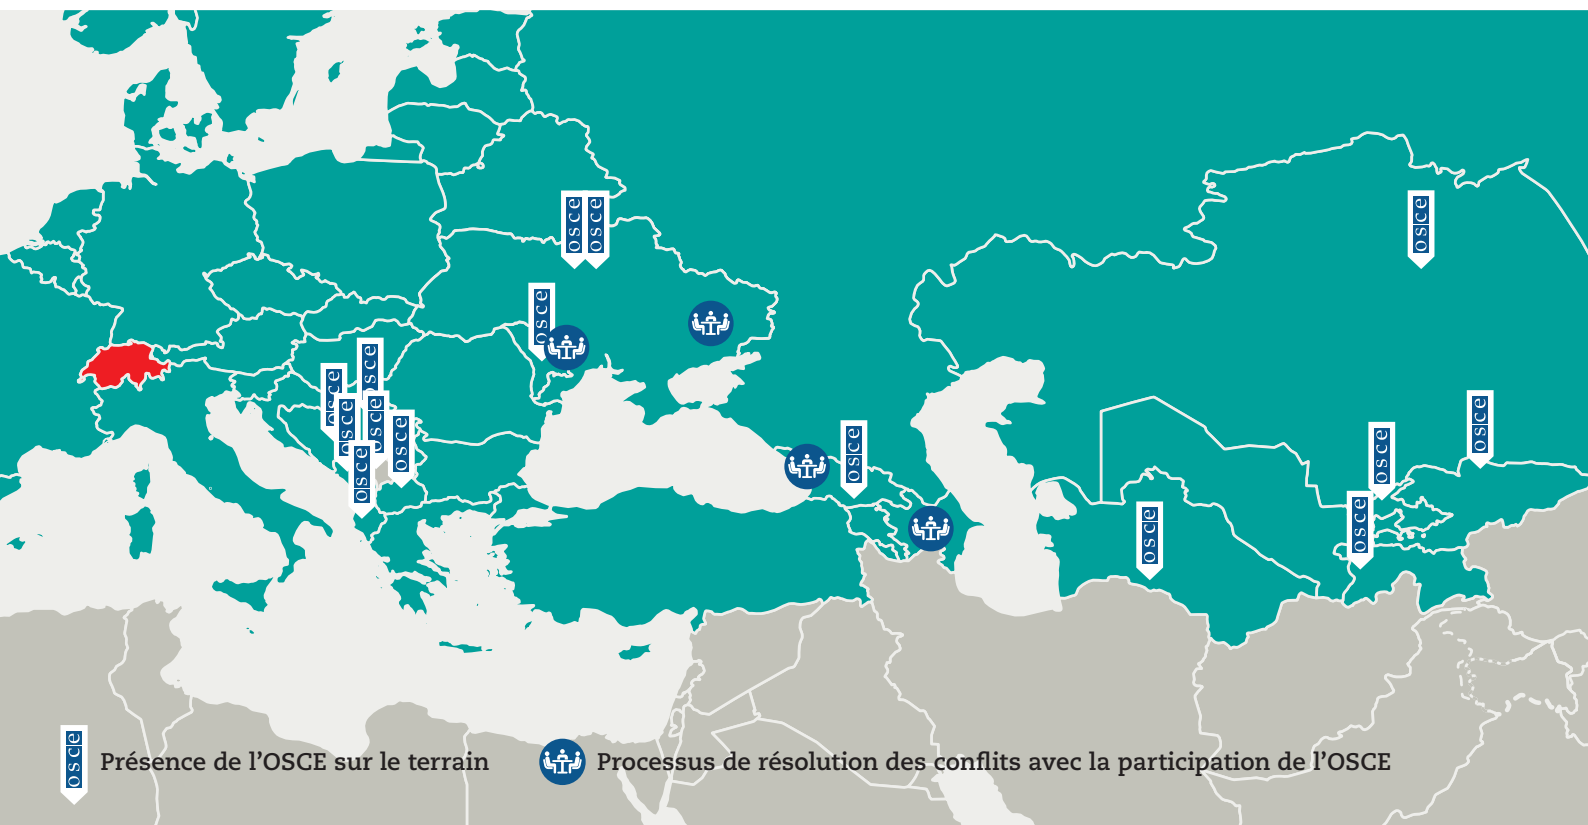 osce osce
osce
osce
osce
osce
osce
osce
osce
osce
osce
osce
osce
osce
osce
osce
osce Présence de l’OSCE sur le terrain Processus de résolution des conflits avec la participation de l’OSCE